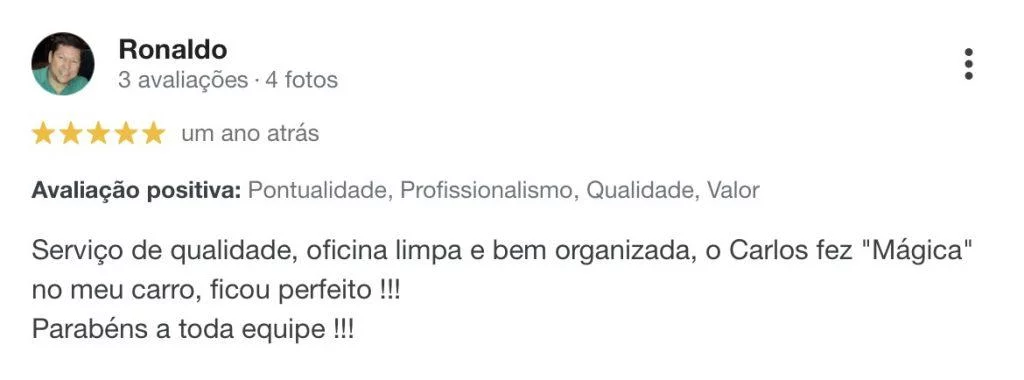 Ronaldo
3 avaliações · 4 fotos
um ano atrás
Avaliação positiva: Pontualidade, Profissionalismo, Qualidade, Valor
Serviço de qualidade, oficina limpa e bem organizada, o Carlos fez "Mágica"
no meu carro, ficou perfeito !!!
Parabéns a toda equipe !!!